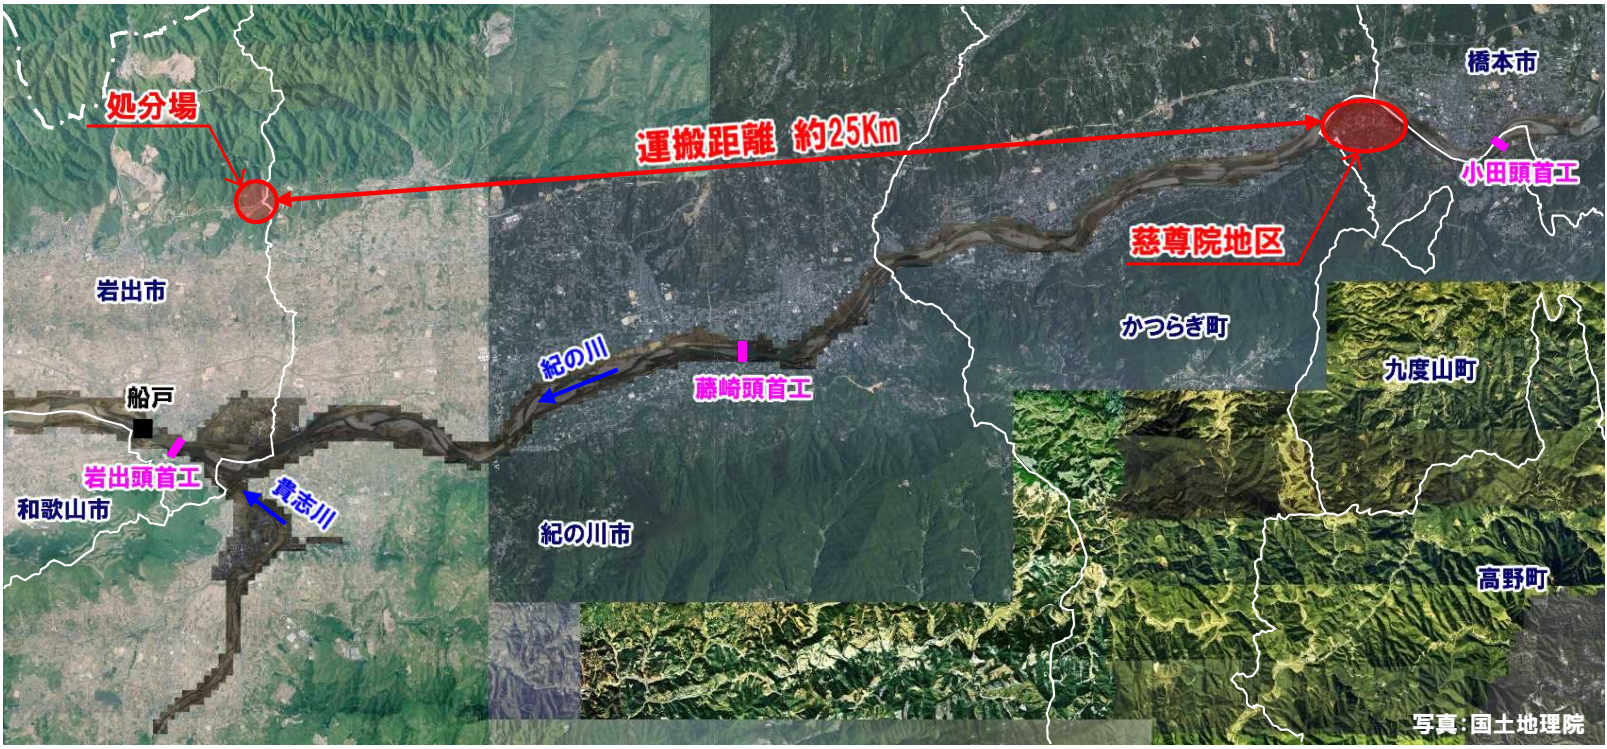 橋本市
処分場
運搬距離 約25Km
小田頭首工
慈尊院地区
岩出市
かつらぎ町
紀の川
九度山町
藤崎頭首工
船戸
岩出頭首工
貴志川
和歌山市
紀の川市
高野町
写真:国土地理院